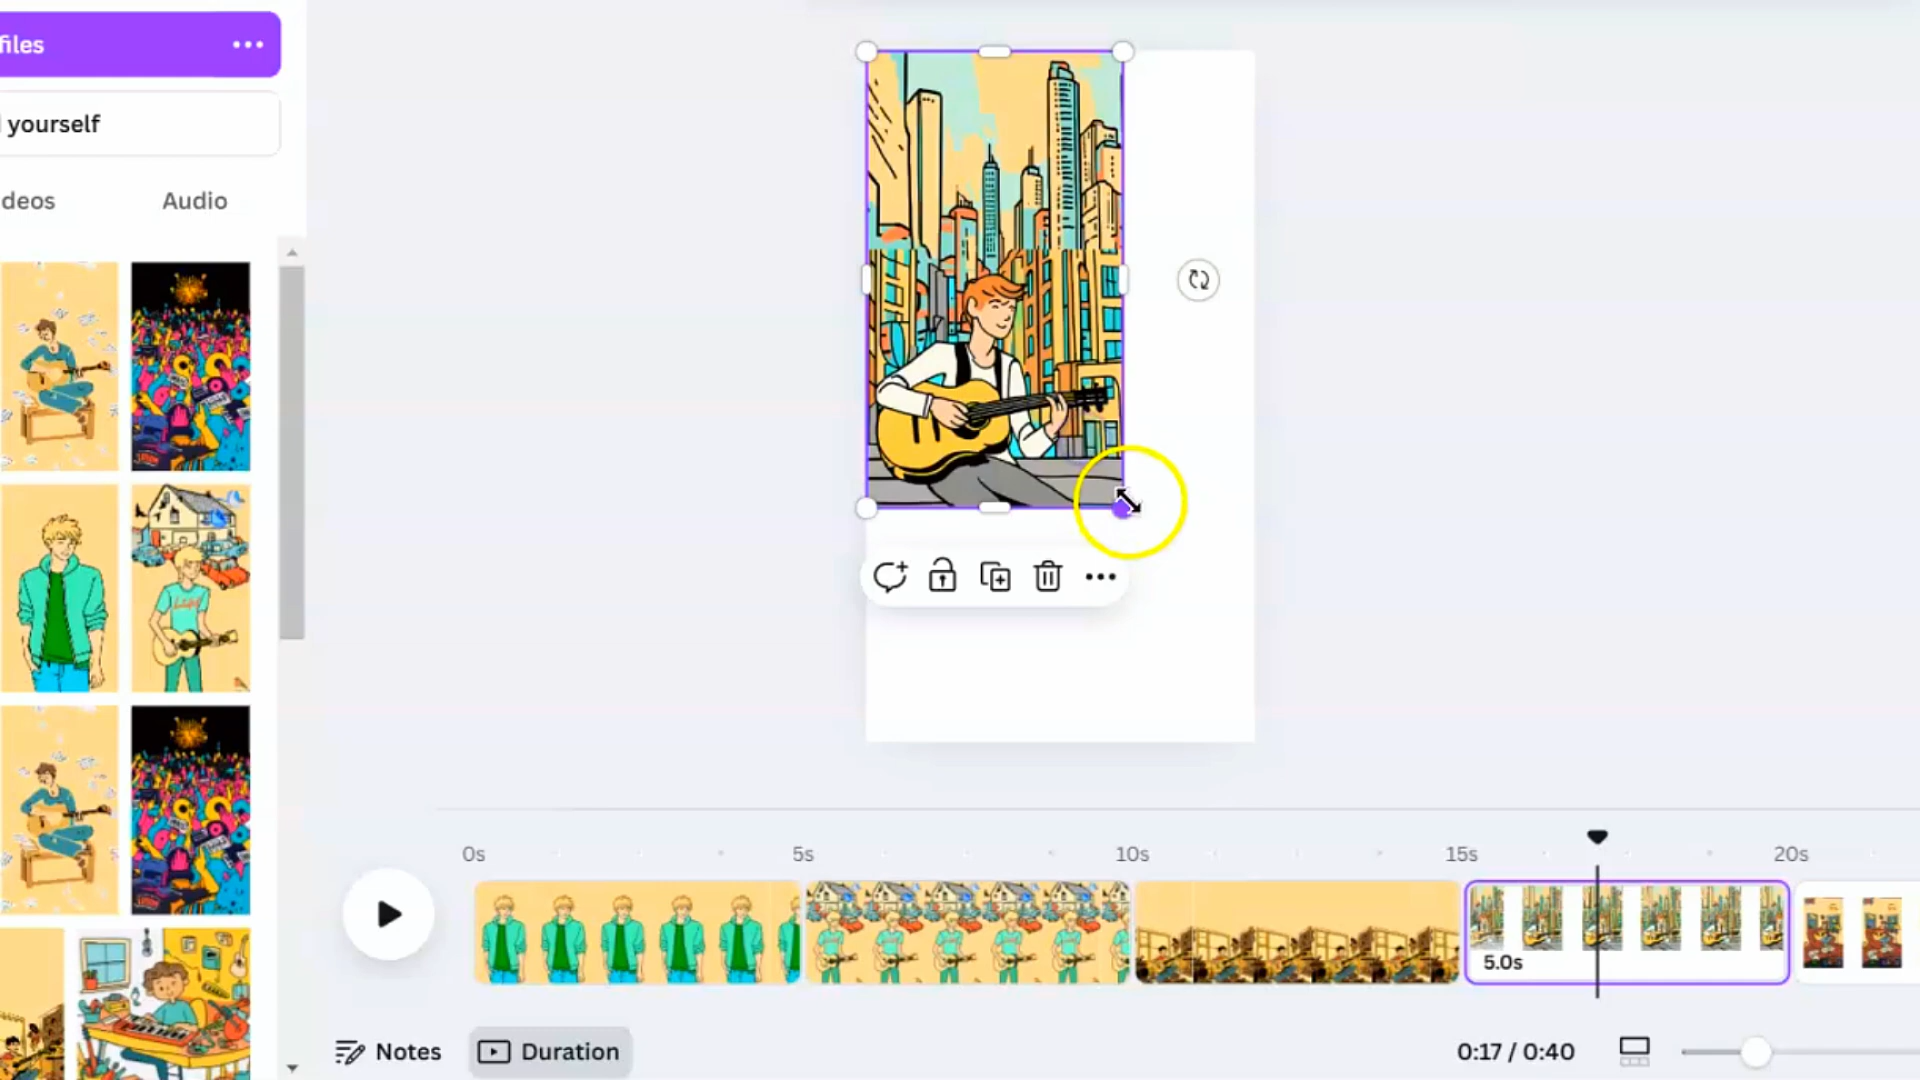 files
yourself
deos
Audio
0s
5s
10s
15s
20s
5.0s
Notes
Duration
0:17 / 0:40